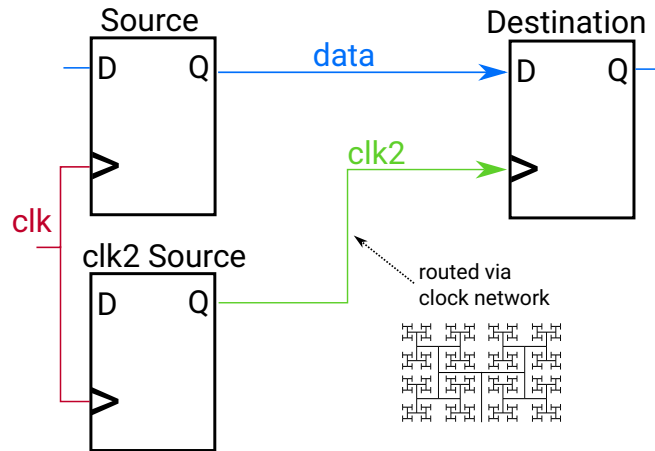 Source
Destination
D
Q
data
D
Q
clk2
clk
clk2 Source
D
Q
routed via
clock network